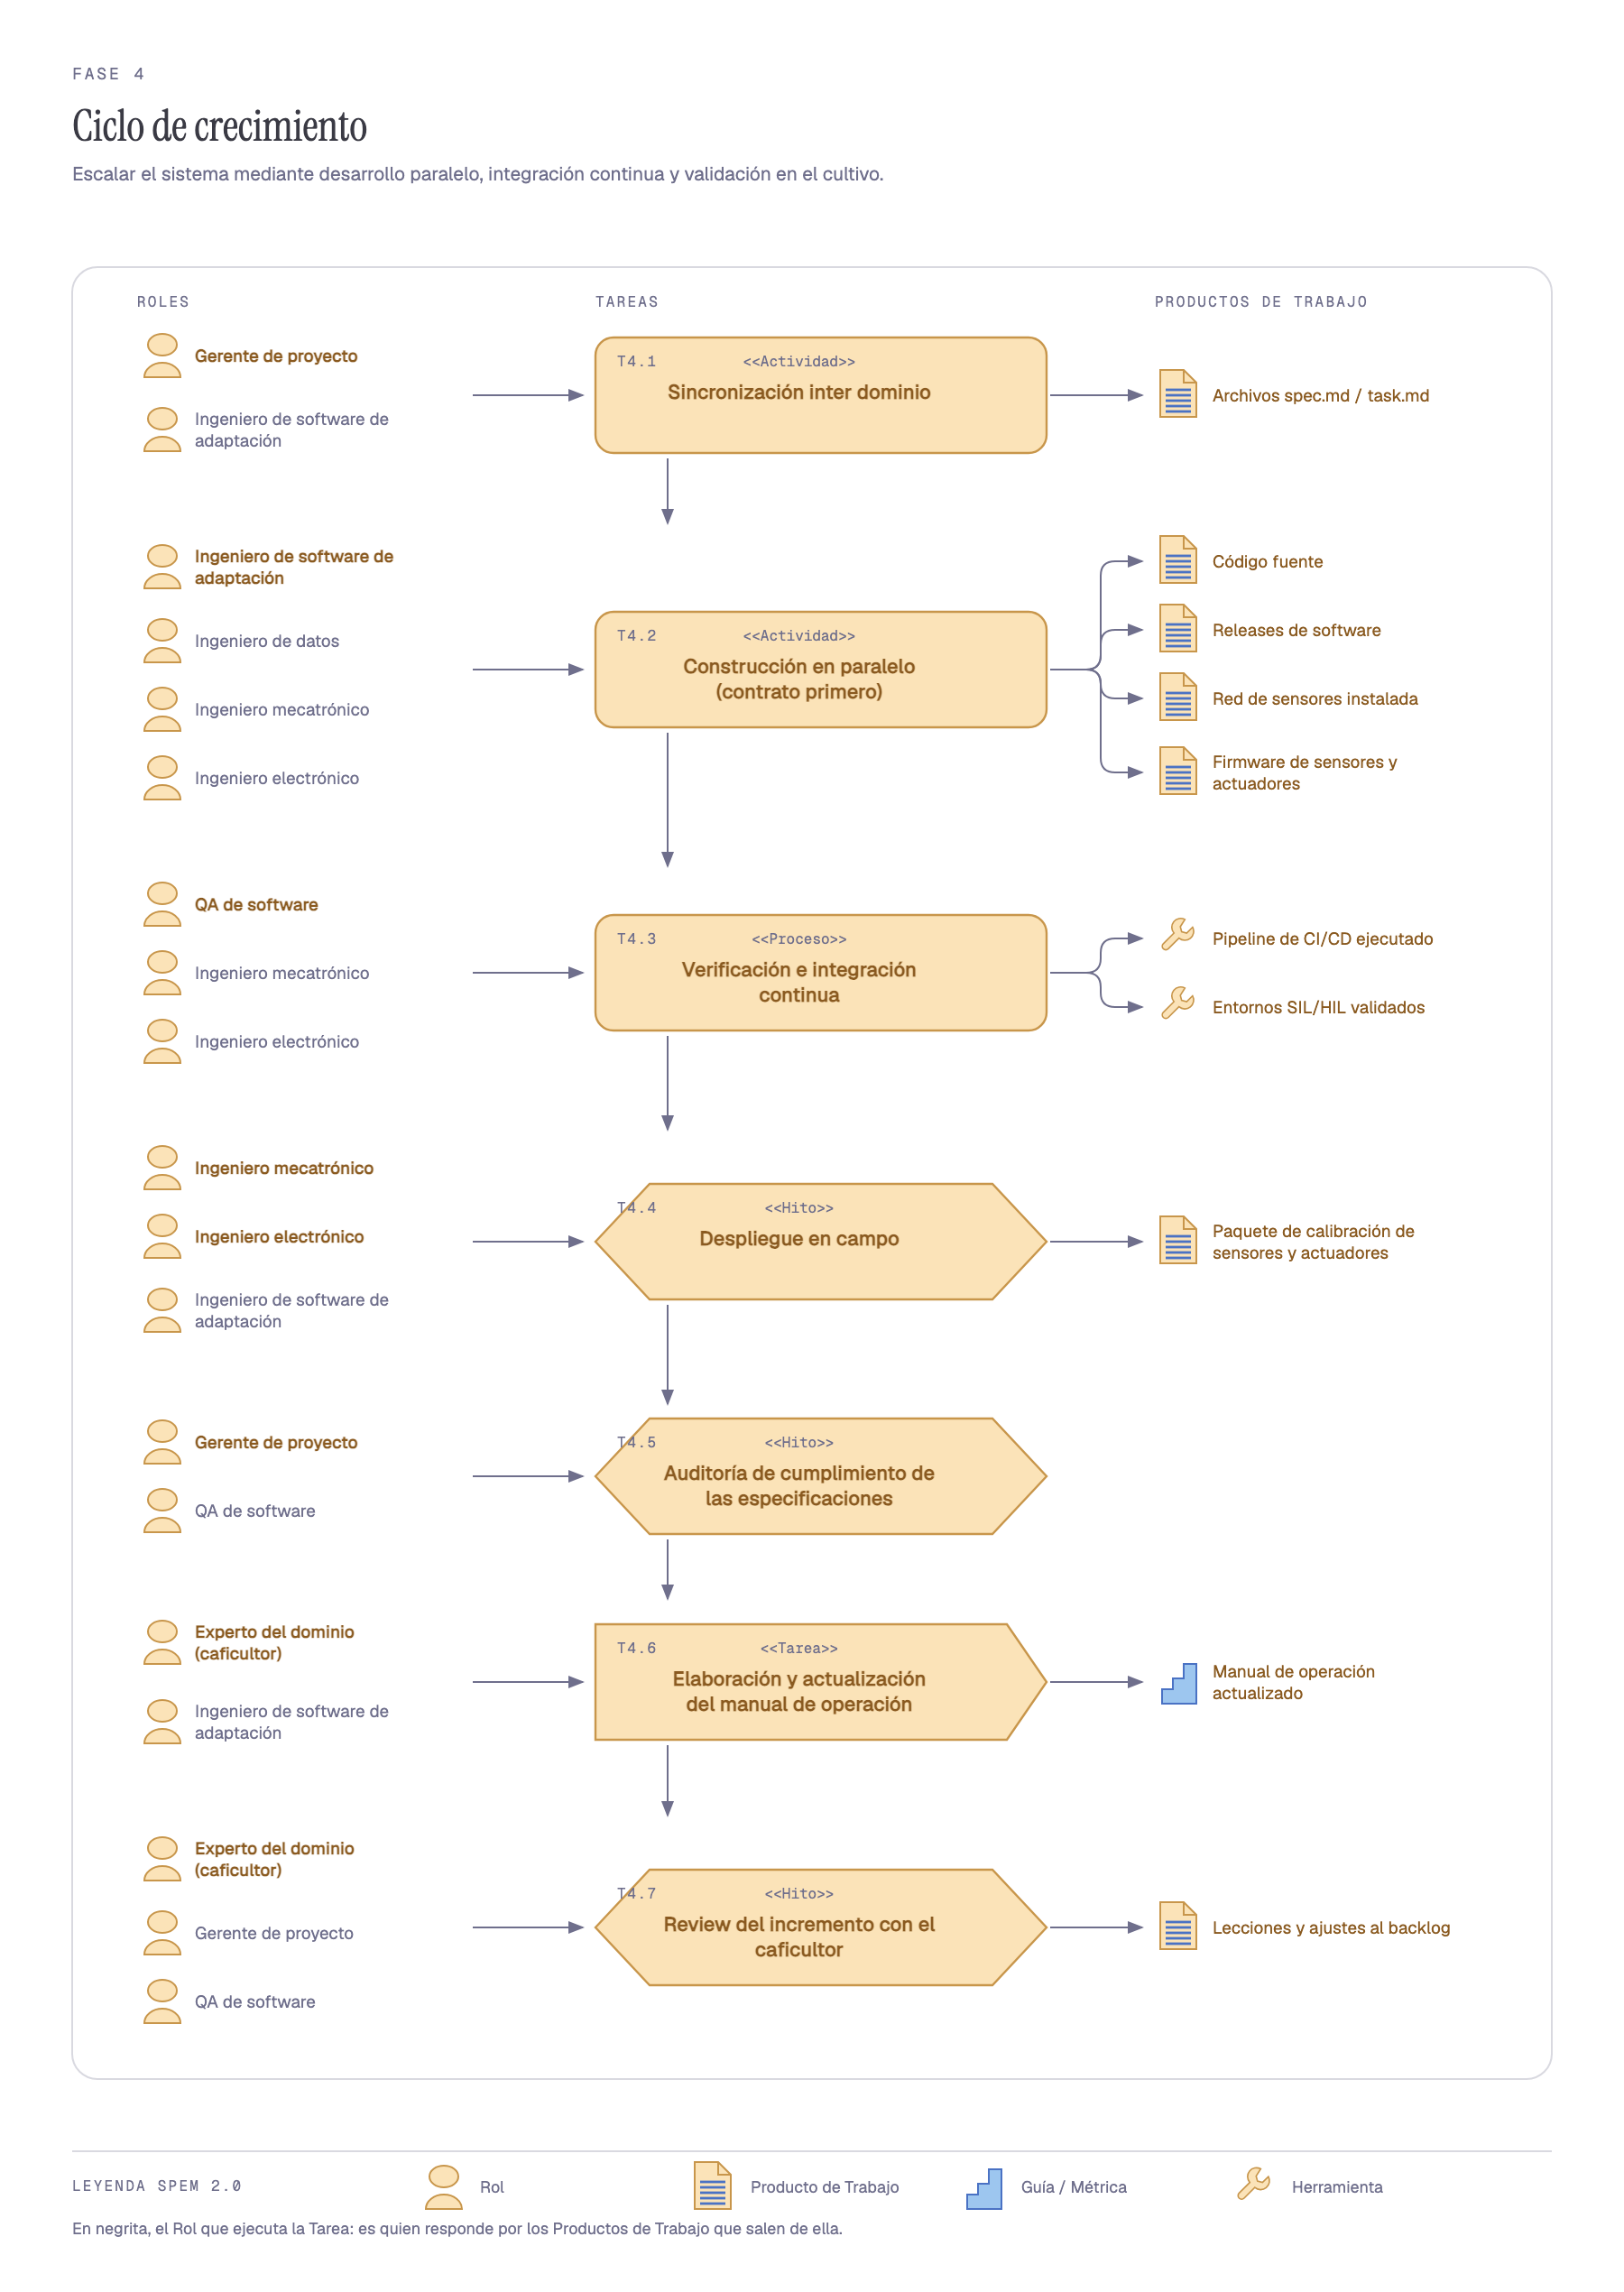 FASE 4
Ciclo de crecimiento
Escalar el sistema mediante desarrollo paralelo, integración continua y validación en el cultivo.
ROLES
TAREAS
PRODUCTOS DE TRABAJO
Gerente de proyecto
Ingeniero de software de
adaptación
T4.1
<<Actividad>>
Sincronización inter dominio
Archivos spec.md / task.md
Ingeniero de software de
adaptación
Ingeniero de datos
Ingeniero mecatrónico
Ingeniero electrónico
T4.2
<<Actividad>>
Construcción en paralelo
(contrato primero)
Código fuente
Releases de software
Red de sensores instalada
Firmware de sensores y
actuadores
QA de software
Ingeniero mecatrónico
Ingeniero electrónico
T4.3
<<Proceso>>
Verificación e integración
continua
Pipeline de CI/CD ejecutado
Entornos SIL/HIL validados
Ingeniero mecatrónico
Ingeniero electrónico
Ingeniero de software de
adaptación
T4.4
<<Hito>>
Despliegue en campo
Paquete de calibración de
sensores y actuadores
Gerente de proyecto
QA de software
T4.5
<<Hito>>
Auditoría de cumplimiento de
las especificaciones
Experto del dominio
(caficultor)
Ingeniero de software de
adaptación
T4.6
<<Tarea>>
Elaboración y actualización
del manual de operación
Manual de operación
actualizado
Experto del dominio
(caficultor)
Gerente de proyecto
QA de software
T4.7
<<Hito>>
Review del incremento con el
caficultor
Lecciones y ajustes al backlog
LEYENDA SPEM 2.0
Rol
Producto de Trabajo
Guía / Métrica
Herramienta
En negrita, el Rol que ejecuta la Tarea: es quien responde por los Productos de Trabajo que salen de ella.